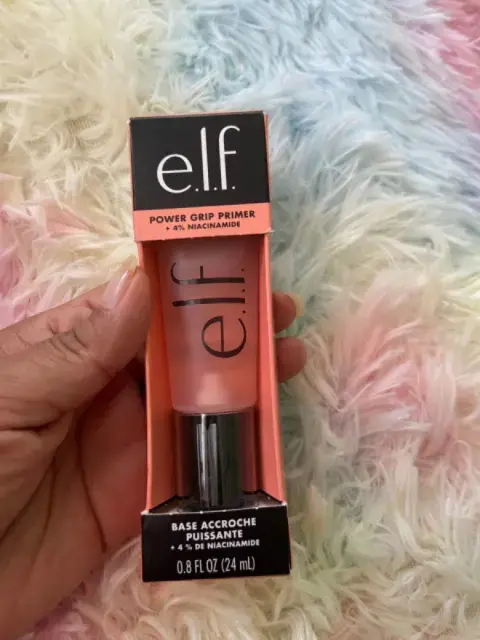 e.l.f.
POWER GRIP PRIMER
+ 4% NIACINAMIDE
e.l.f.
BASE ACCROCHE
PUISSANTE
+ 4 % DE NIACINAMIDE
0.8 FL OZ (24 mL)